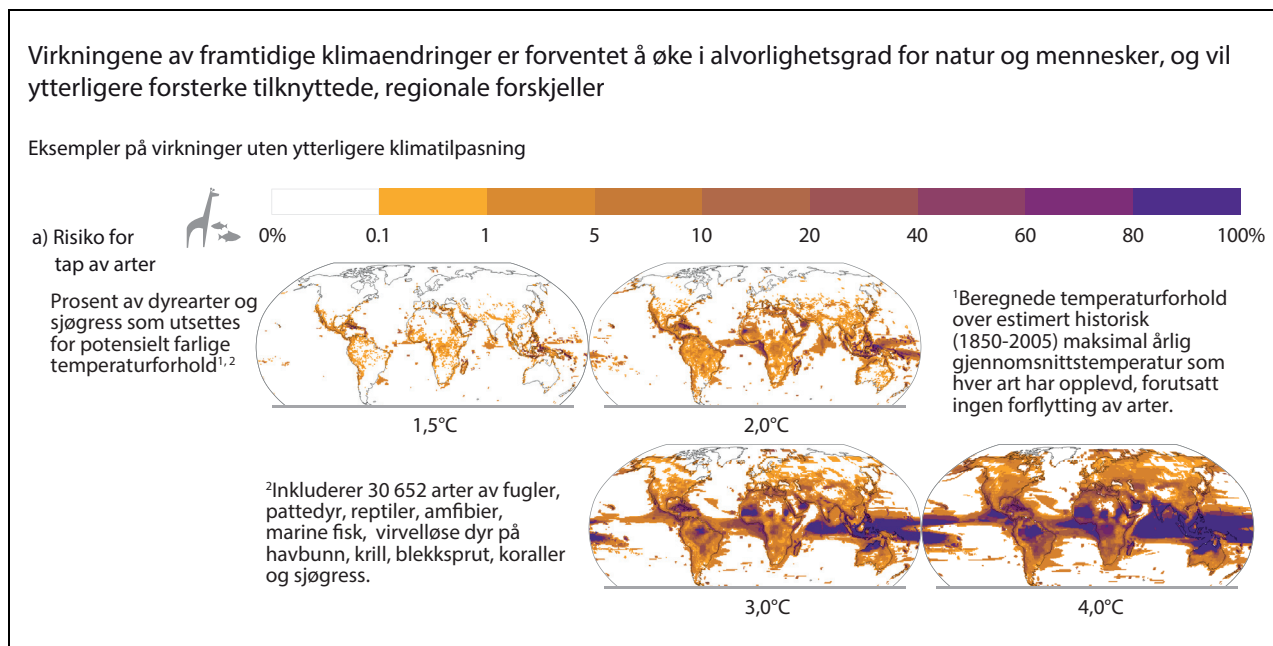 Virkningene av framtidige klimaendringer er forventet å øke i alvorlighetsgrad for natur og mennesker, og vil
ytterligere forsterke tilknyttede, regionale forskjeller
Eksempler på virkninger uten ytterligere klimatilpasning
a) Risiko for
tap av arter
0% 0.1 1 5 10 20 40 60 80 100%
Prosent av dyrearter og
sjøgress som utsettes
for potensielt farlige
temperaturforhold¹, ²
1,5°C
2,0°C
¹Beregnede temperaturforhold
over estimert historisk
(1850-2005) maksimal årlig
gjennomsnittstemperatur som
hver art har opplevd, forutsatt
ingen forflytting av arter.
²Inkluderer 30 652 arter av fugler,
pattedyr, reptiler, amfibier,
marine fisk, virvelløse dyr på
havbunn, krill, blekksprut, koraller
og sjøgress.
3,0°C
4,0°C